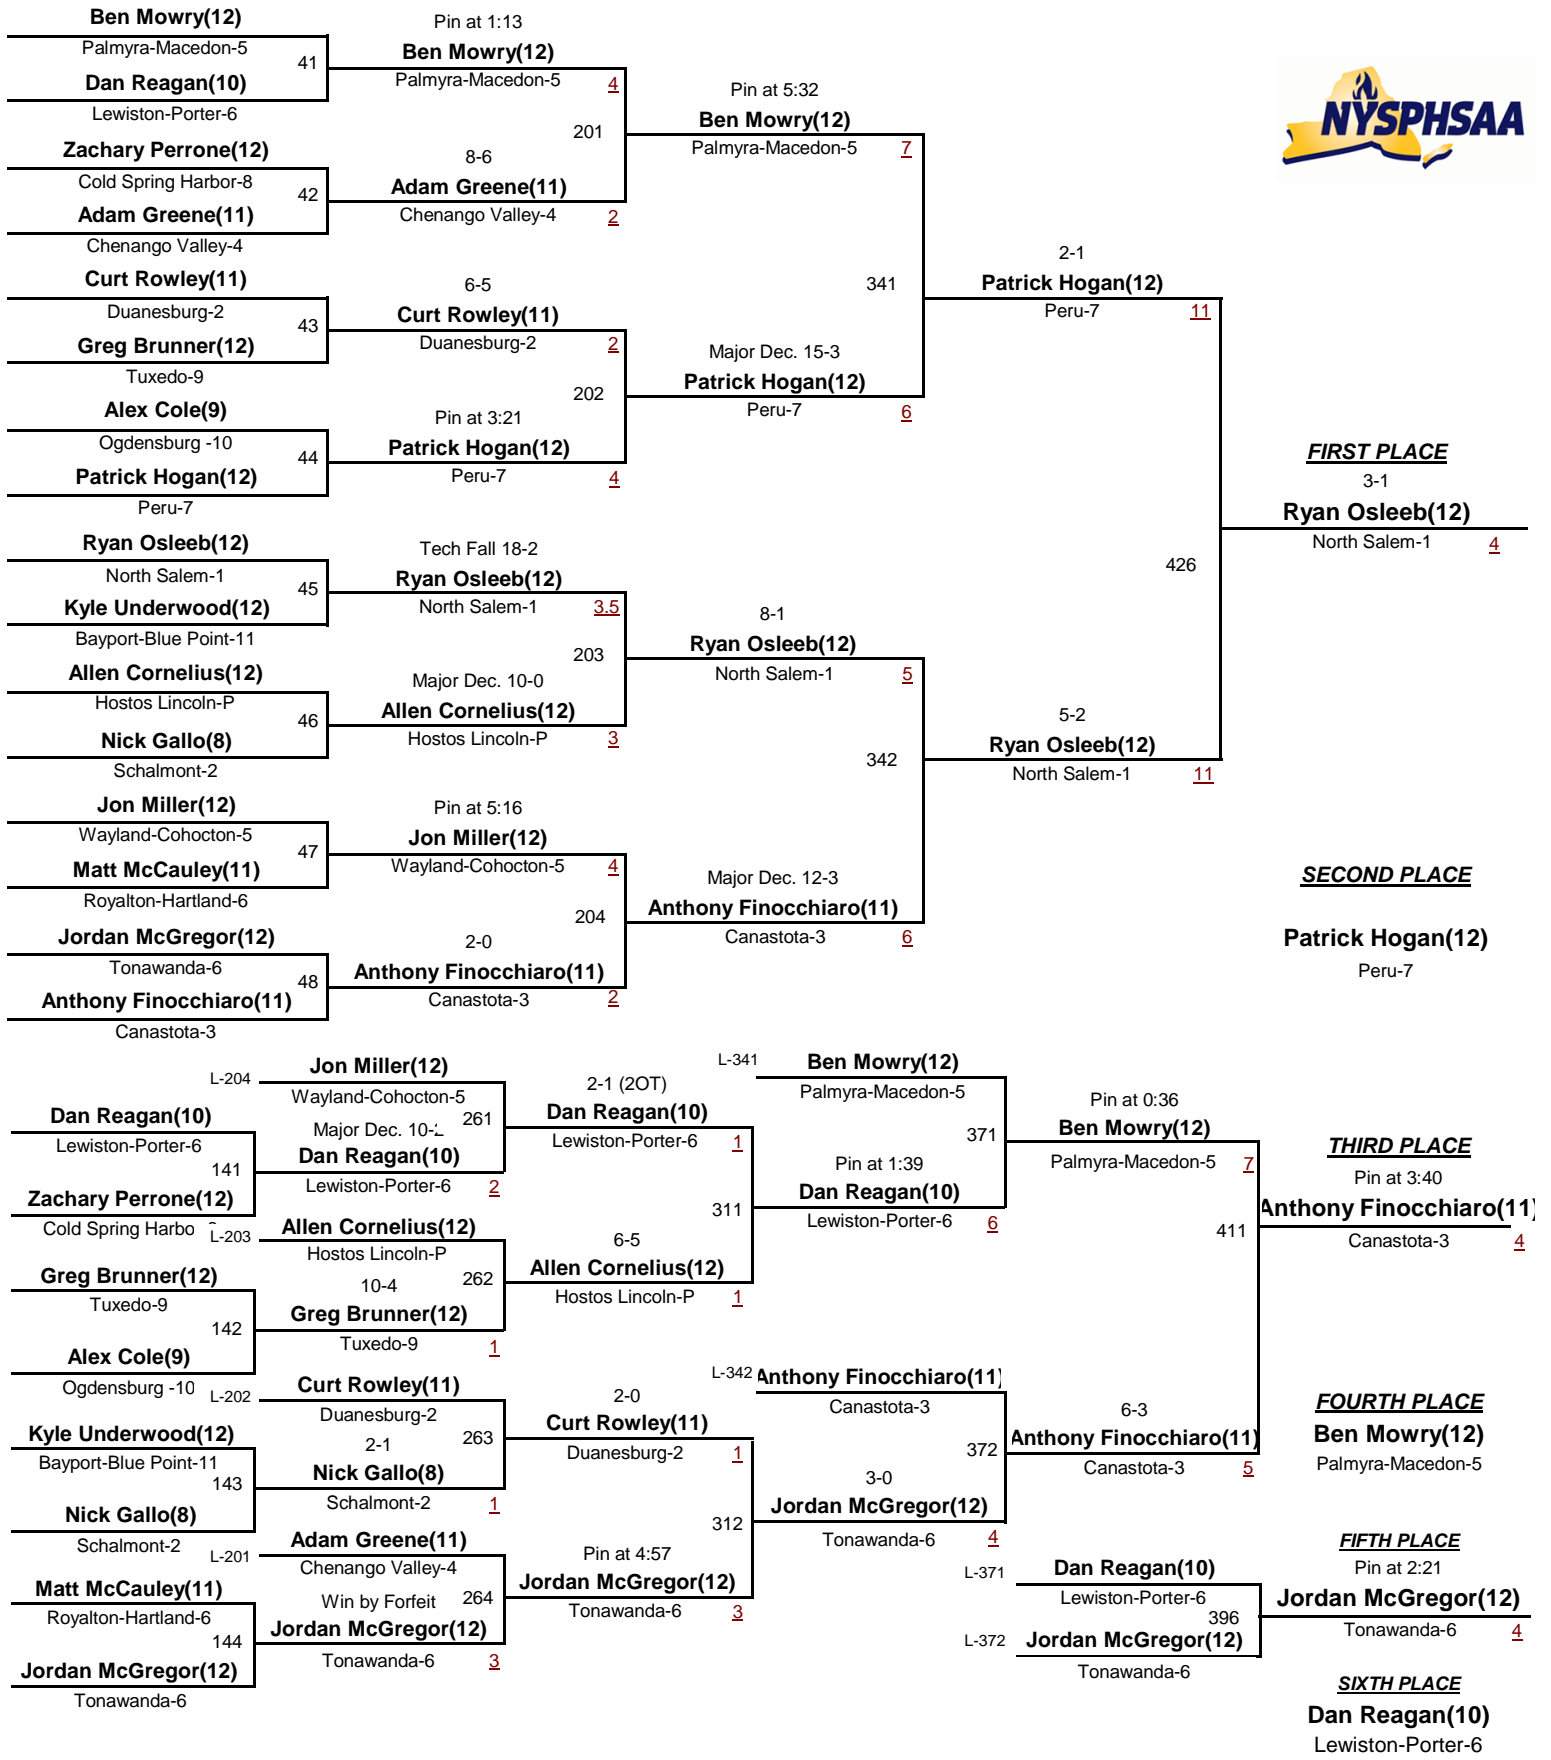 Ben Mowry(12)
Palmyra-Macedon-5
41
Dan Reagan(10)
Lewiston-Porter-6
Zachary Perrone(12)
Cold Spring Harbor-8
42
Adam Greene(11)
Chenango Valley-4
Curt Rowley(11)
Duanesburg-2
43
Greg Brunner(12)
Tuxedo-9
Alex Cole(9)
Ogdensburg -10
44
Patrick Hogan(12)
Peru-7
Ryan Osleeb(12)
North Salem-1
45
Kyle Underwood(12)
Bayport-Blue Point-11
Allen Cornelius(12)
Hostos Lincoln-P
46
Nick Gallo(8)
Schalmont-2
Jon Miller(12)
Wayland-Cohocton-5
47
Matt McCauley(11)
Royalton-Hartland-6
Jordan McGregor(12)
Tonawanda-6
48
Anthony Finocchiaro(11)
Canastota-3
Pin at 1:13
Ben Mowry(12)
Palmyra-Macedon-5 4
201
8-6
Adam Greene(11)
Chenango Valley-4 2
6-5
Curt Rowley(11)
Duanesburg-2 2
202
Pin at 3:21
Patrick Hogan(12)
Peru-7 4
Tech Fall 18-2
Ryan Osleeb(12)
North Salem-1 3.5
203
Major Dec. 10-0
Allen Cornelius(12)
Hostos Lincoln-P 3
Pin at 5:16
Jon Miller(12)
Wayland-Cohocton-5 4
204
2-0
Anthony Finocchiaro(11)
Canastota-3 2
Pin at 5:32
Ben Mowry(12)
Palmyra-Macedon-5 7
341
Major Dec. 15-3
Patrick Hogan(12)
Peru-7 6
8-1
Ryan Osleeb(12)
North Salem-1 5
342
Major Dec. 12-3
Anthony Finocchiaro(11)
Canastota-3 6
2-1
Patrick Hogan(12)
Peru-7 11
426
5-2
Ryan Osleeb(12)
North Salem-1 11
NYSPHSAA
FIRST PLACE
3-1
Ryan Osleeb(12)
North Salem-1 4
SECOND PLACE
Patrick Hogan(12)
Peru-7
Dan Reagan(10)
Lewiston-Porter-6
141
Zachary Perrone(12)
Cold Spring Harbo
Greg Brunner(12)
Tuxedo-9
142
Alex Cole(9)
Ogdensburg -10
Kyle Underwood(12)
Bayport-Blue Point-11
143
Nick Gallo(8)
Schalmont-2
Matt McCauley(11)
Royalton-Hartland-6
144
Jordan McGregor(12)
Tonawanda-6
L-204 Jon Miller(12)
Wayland-Cohocton-5
261
Major Dec. 10-2
Dan Reagan(10)
Lewiston-Porter-6 2
L-203 Allen Cornelius(12)
Hostos Lincoln-P
262
10-4
Greg Brunner(12)
Tuxedo-9 1
L-202 Curt Rowley(11)
Duanesburg-2
263
2-1
Nick Gallo(8)
Schalmont-2 1
L-201 Adam Greene(11)
Chenango Valley-4
264
Win by Forfeit
Jordan McGregor(12)
Tonawanda-6 3
2-1 (2OT)
Dan Reagan(10)
Lewiston-Porter-6 1
311
6-5
Allen Cornelius(12)
Hostos Lincoln-P 1
2-0
Curt Rowley(11)
Duanesburg-2 1
312
Pin at 4:57
Jordan McGregor(12)
Tonawanda-6 3
L-341 Ben Mowry(12)
Palmyra-Macedon-5
371
Pin at 1:39
Dan Reagan(10)
Lewiston-Porter-6 6
L-342 Anthony Finocchiaro(11)
Canastota-3
372
3-0
Jordan McGregor(12)
Tonawanda-6 4
Pin at 0:36
Ben Mowry(12)
Palmyra-Macedon-5 7
411
6-3
Anthony Finocchiaro(11)
Canastota-3 5
L-371 Dan Reagan(10)
Lewiston-Porter-6
396
L-372 Jordan McGregor(12)
Tonawanda-6
THIRD PLACE
Pin at 3:40
Anthony Finocchiaro(11)
Canastota-3 4
FOURTH PLACE
Ben Mowry(12)
Palmyra-Macedon-5
FIFTH PLACE
Pin at 2:21
Jordan McGregor(12)
Tonawanda-6 4
SIXTH PLACE
Dan Reagan(10)
Lewiston-Porter-6